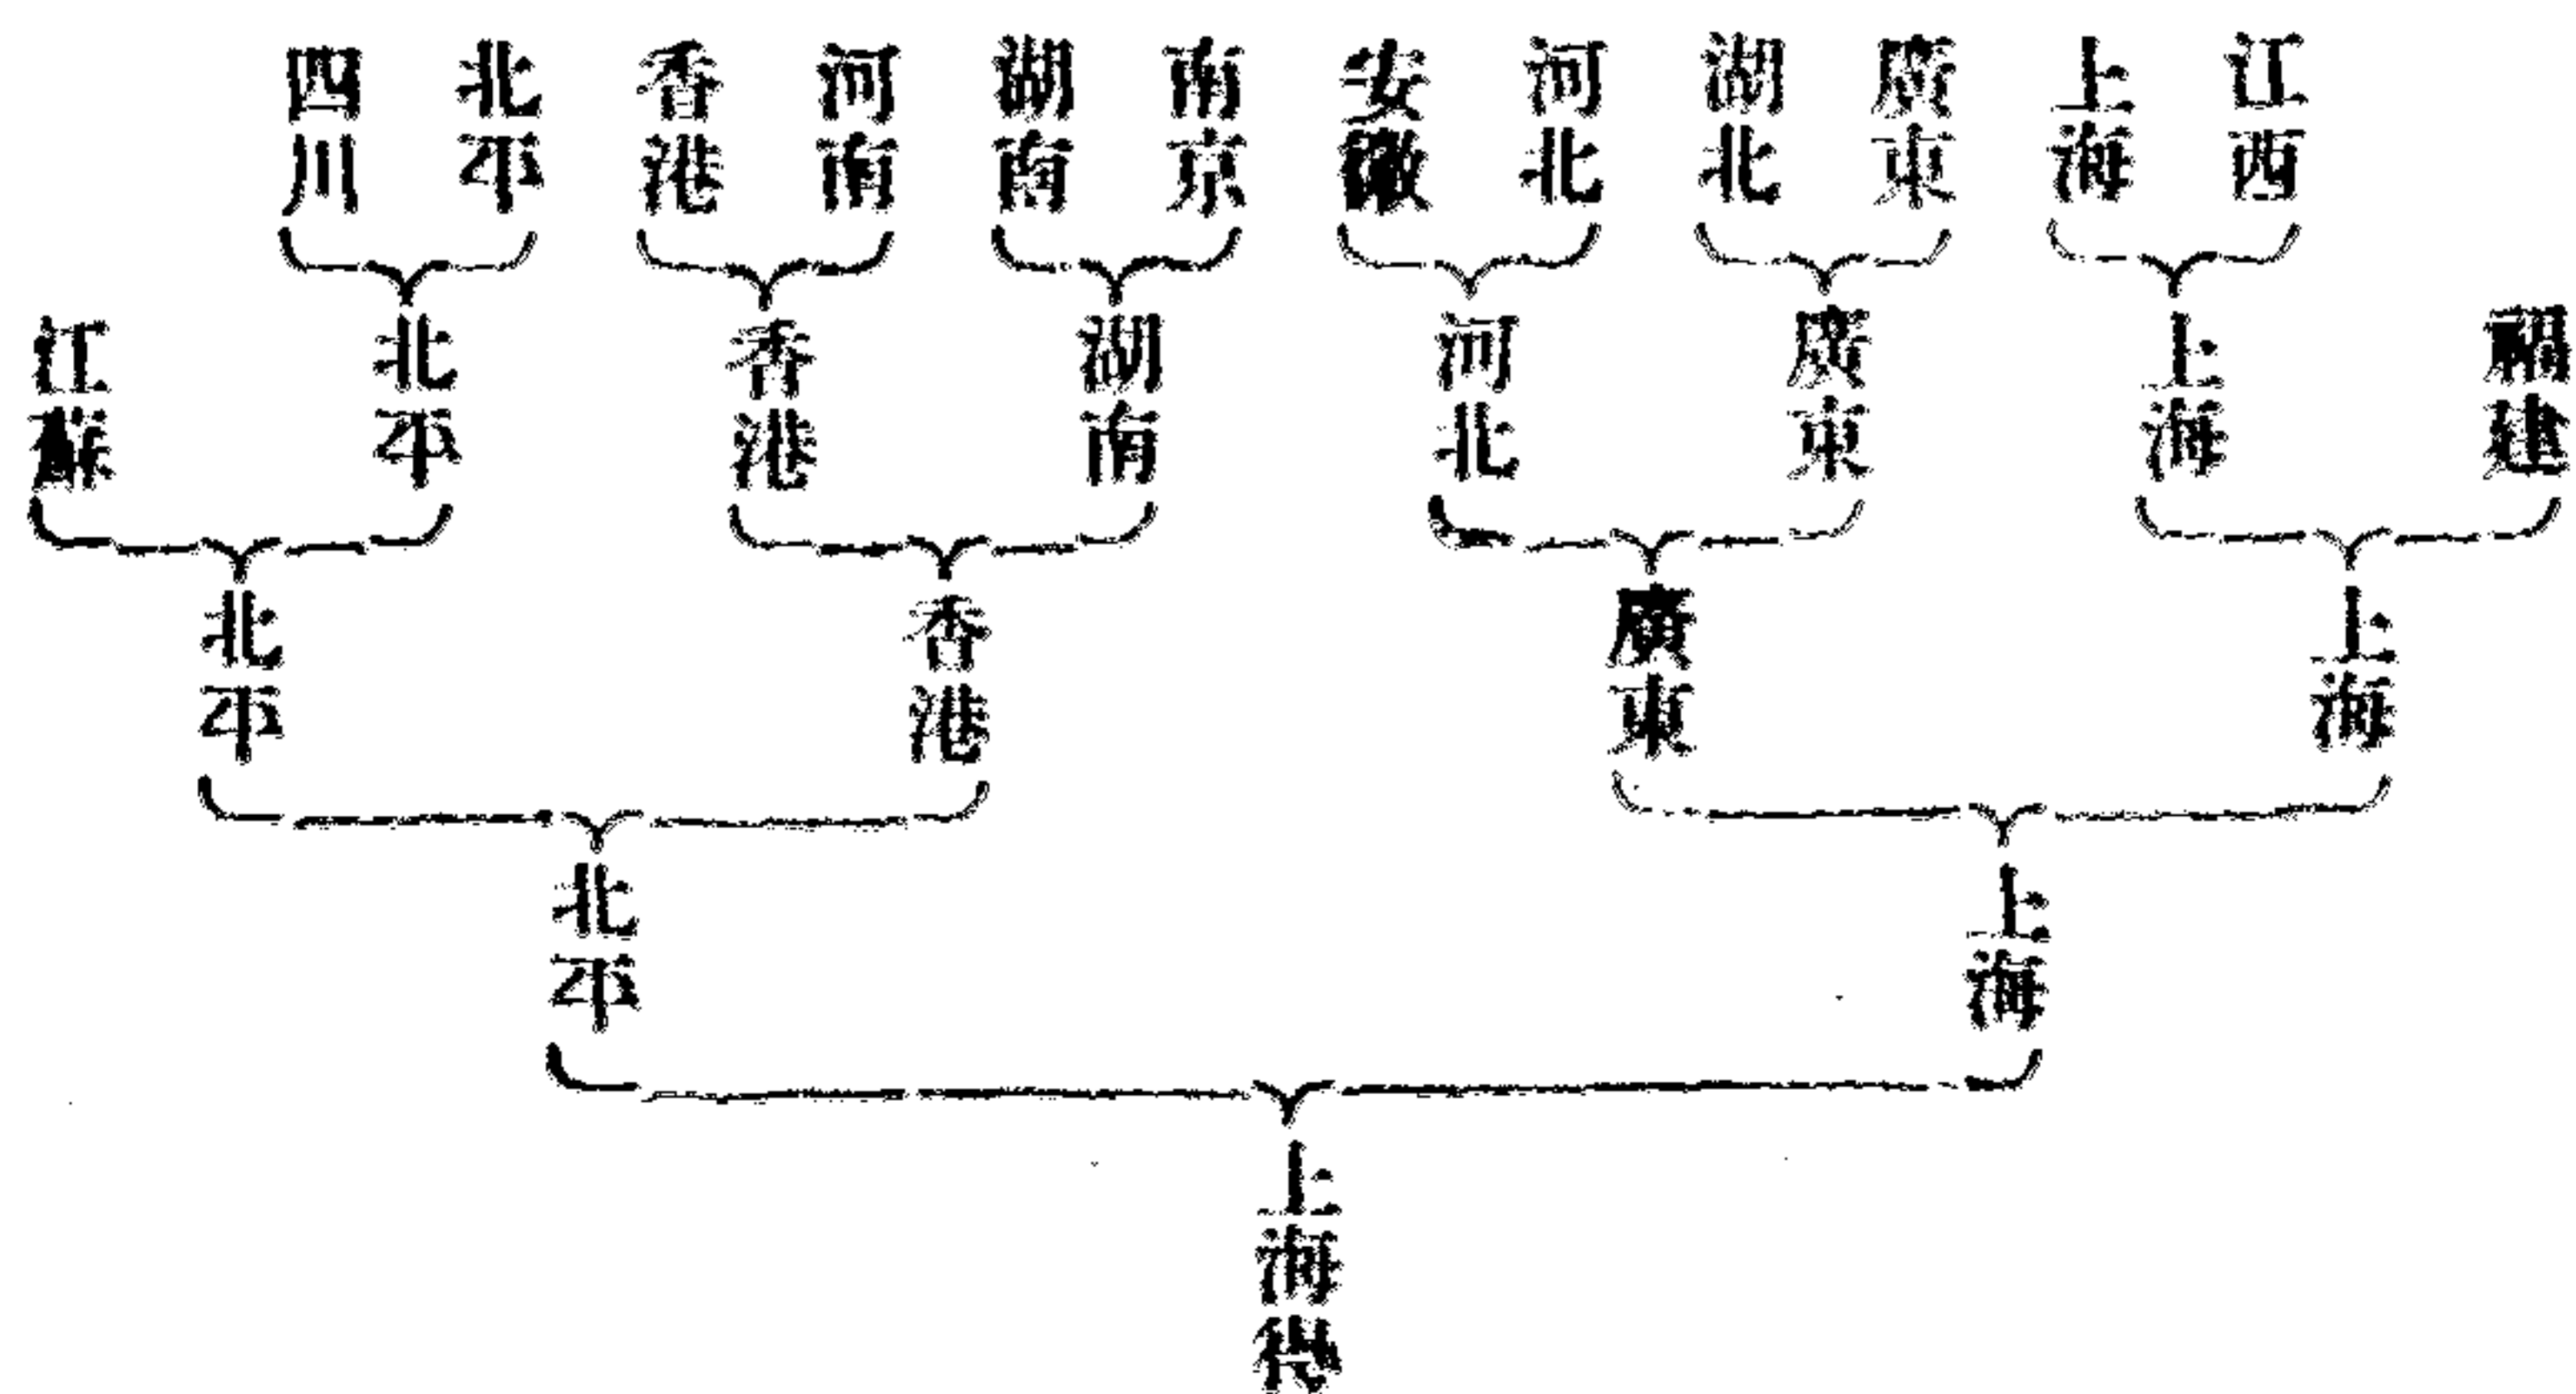 四川
北平
香港
河南
湖南
南京
安徽
河北
湖北
廣東
上海
江西
江蘇
北平
香港
湖南
河北
廣東
上海
福建
北平
香港
廣東
上海
北平
上海
上海